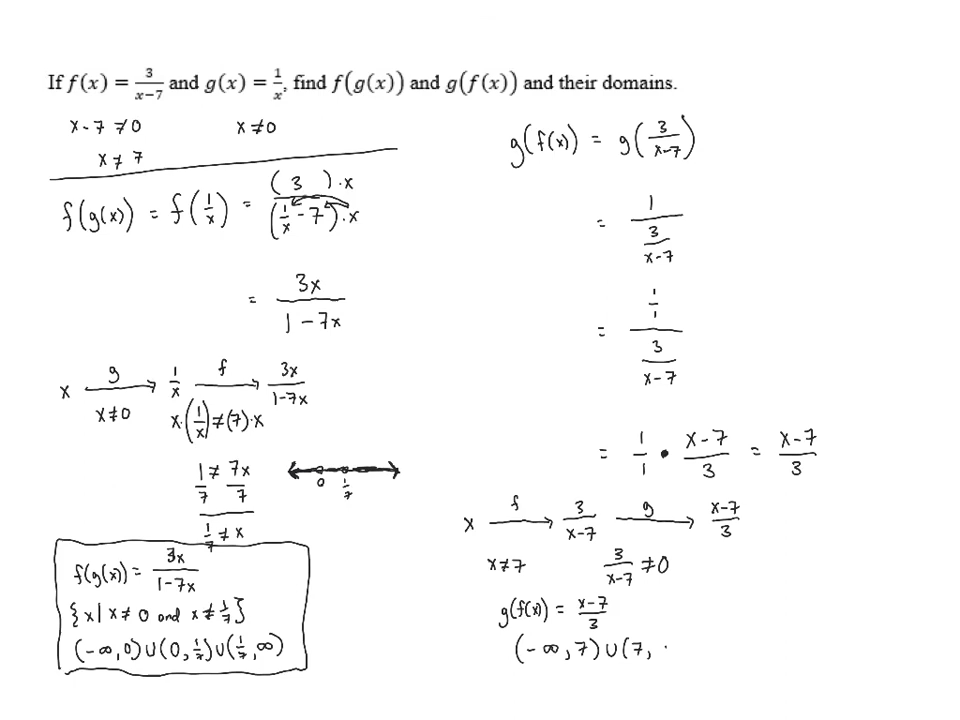 If f(x) = 3/(x−7) and g(x) = 1/x, find f(g(x)) and g(f(x)) and their domains.
x - 7 ≠ 0
x ≠ 0
x ≠ 7
f(g(x)) = f(1/x) = (3)·x / (1/x - 7)·x
= 3x/(1 - 7x)
x —g→ 1/x —f→ 3x/(1-7x)
x ≠ 0
x·(1/x) ≠ (7)·x
1/7 ≠ 7x/7
1/7 ≠ x
0 1/7
f(g(x)) = 3x/(1-7x)
{x| x ≠ 0 and x ≠ 1/7}
(-∞, 0) ∪ (0, 1/7) ∪ (1/7, ∞)
g(f(x)) = g(3/(x-7))
= 1/(3/(x-7))
= (1/1)/(3/(x-7))
= 1/1 • (x-7)/3 = (x-7)/3
x —f→ 3/(x-7) —g→ (x-7)/3
x ≠ 7
3/(x-7) ≠ 0
g(f(x)) = (x-7)/3
(-∞, 7) ∪ (7,